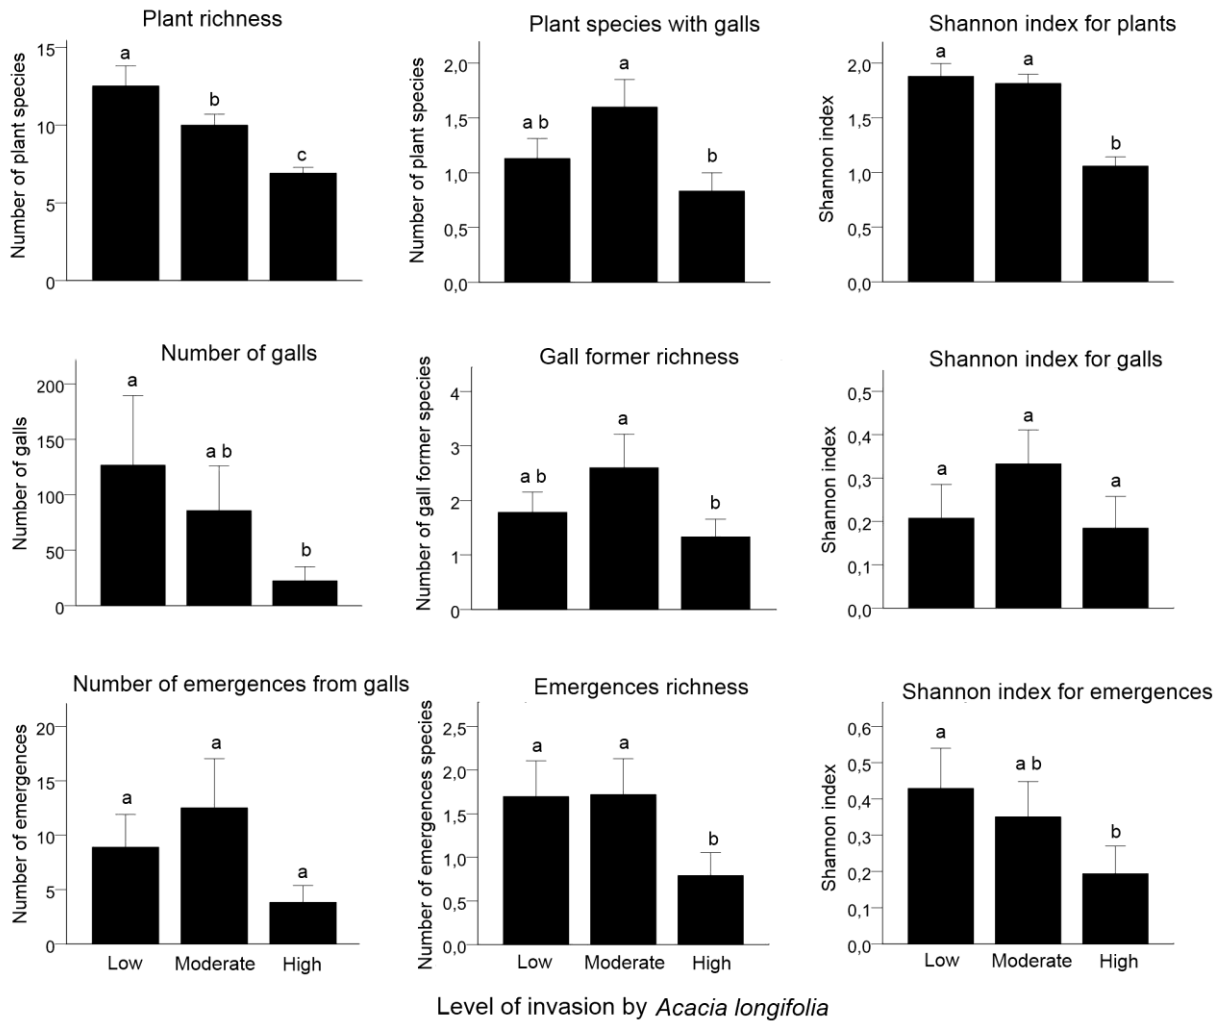 Plant richness
Number of plant species
15
10
5
0
a
b
c
Plant species with galls
Number of plant species
2,0
1,5
1,0
0,5
0,0
a b
a
b
Shannon index for plants
Shannon index
2,0
1,5
1,0
0,5
0,0
a
a
b
Number of galls
Number of galls
200
150
100
50
0
a
a b
b
Gall former richness
Number of gall former species
4
3
2
1
0
a b
a
b
Shannon index for galls
Shannon index
0,5
0,4
0,3
0,2
0,1
0,0
a
a
a
Number of emergences from galls
Number of emergences
20
15
10
5
0
a
a
a
Low Moderate High
Emergences richness
Number of emergences species
2,5
2,0
1,5
1,0
0,5
0,0
a
a
b
Low Moderate High
Shannon index for emergences
Shannon index
0,6
0,5
0,4
0,3
0,2
0,1
0,0
a
a b
b
Low Moderate High
Level of invasion by Acacia longifolia